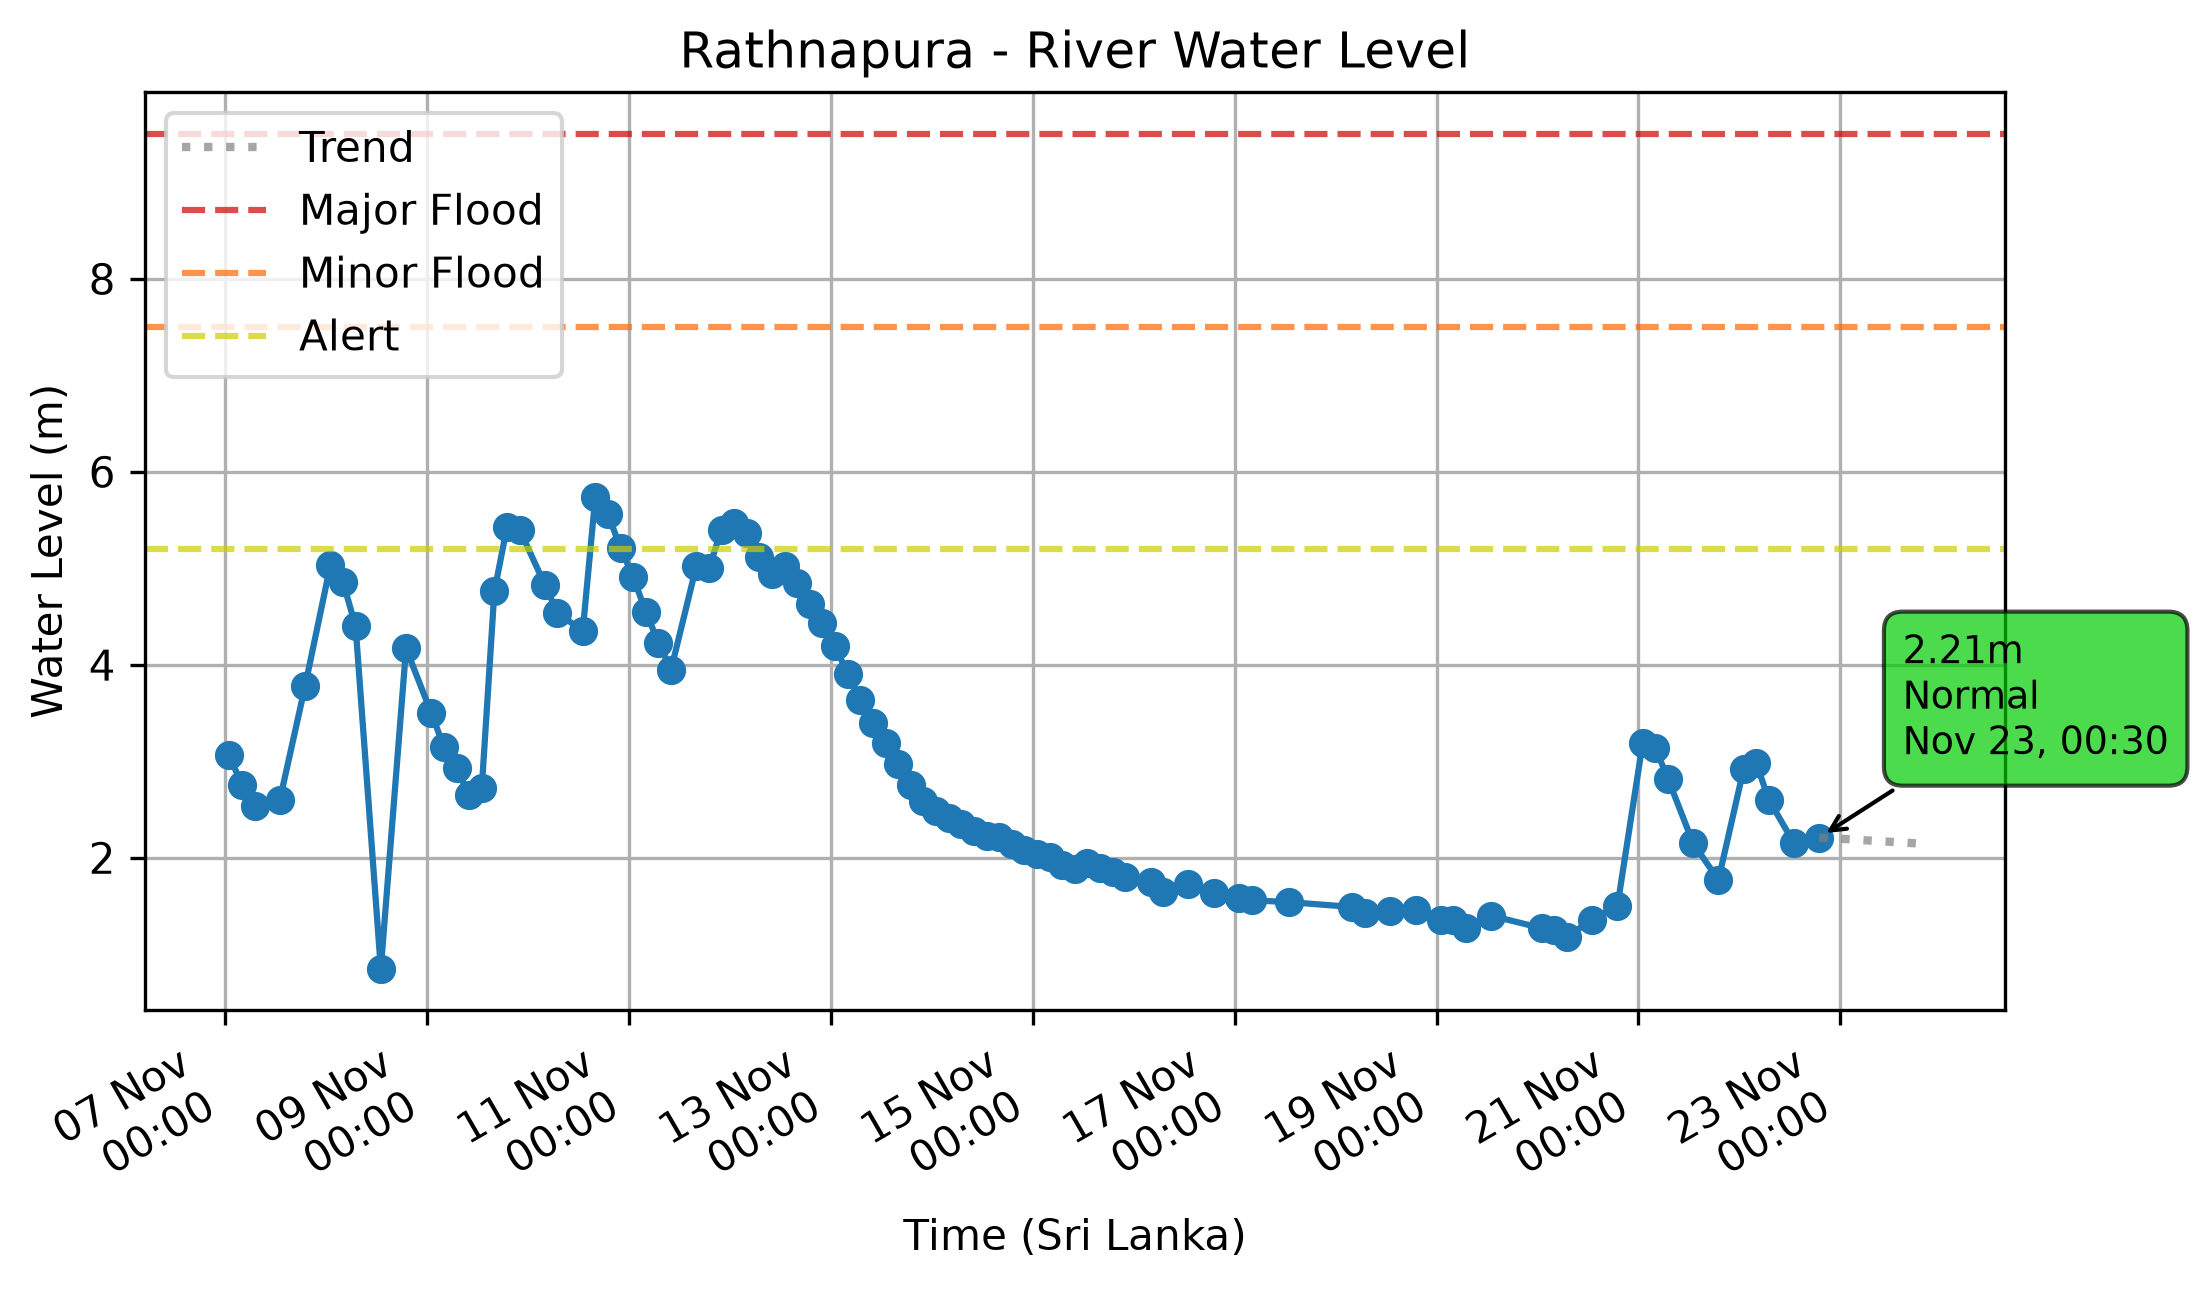 Rathnapura - River Water Level
Trend
Major Flood
Minor Flood
Alert
Water Level (m)
8
6
4
2
2.21m
Normal
Nov 23, 00:30
07 Nov
00:00
09 Nov
00:00
11 Nov
00:00
13 Nov
00:00
15 Nov
00:00
17 Nov
00:00
19 Nov
00:00
21 Nov
00:00
23 Nov
00:00
Time (Sri Lanka)